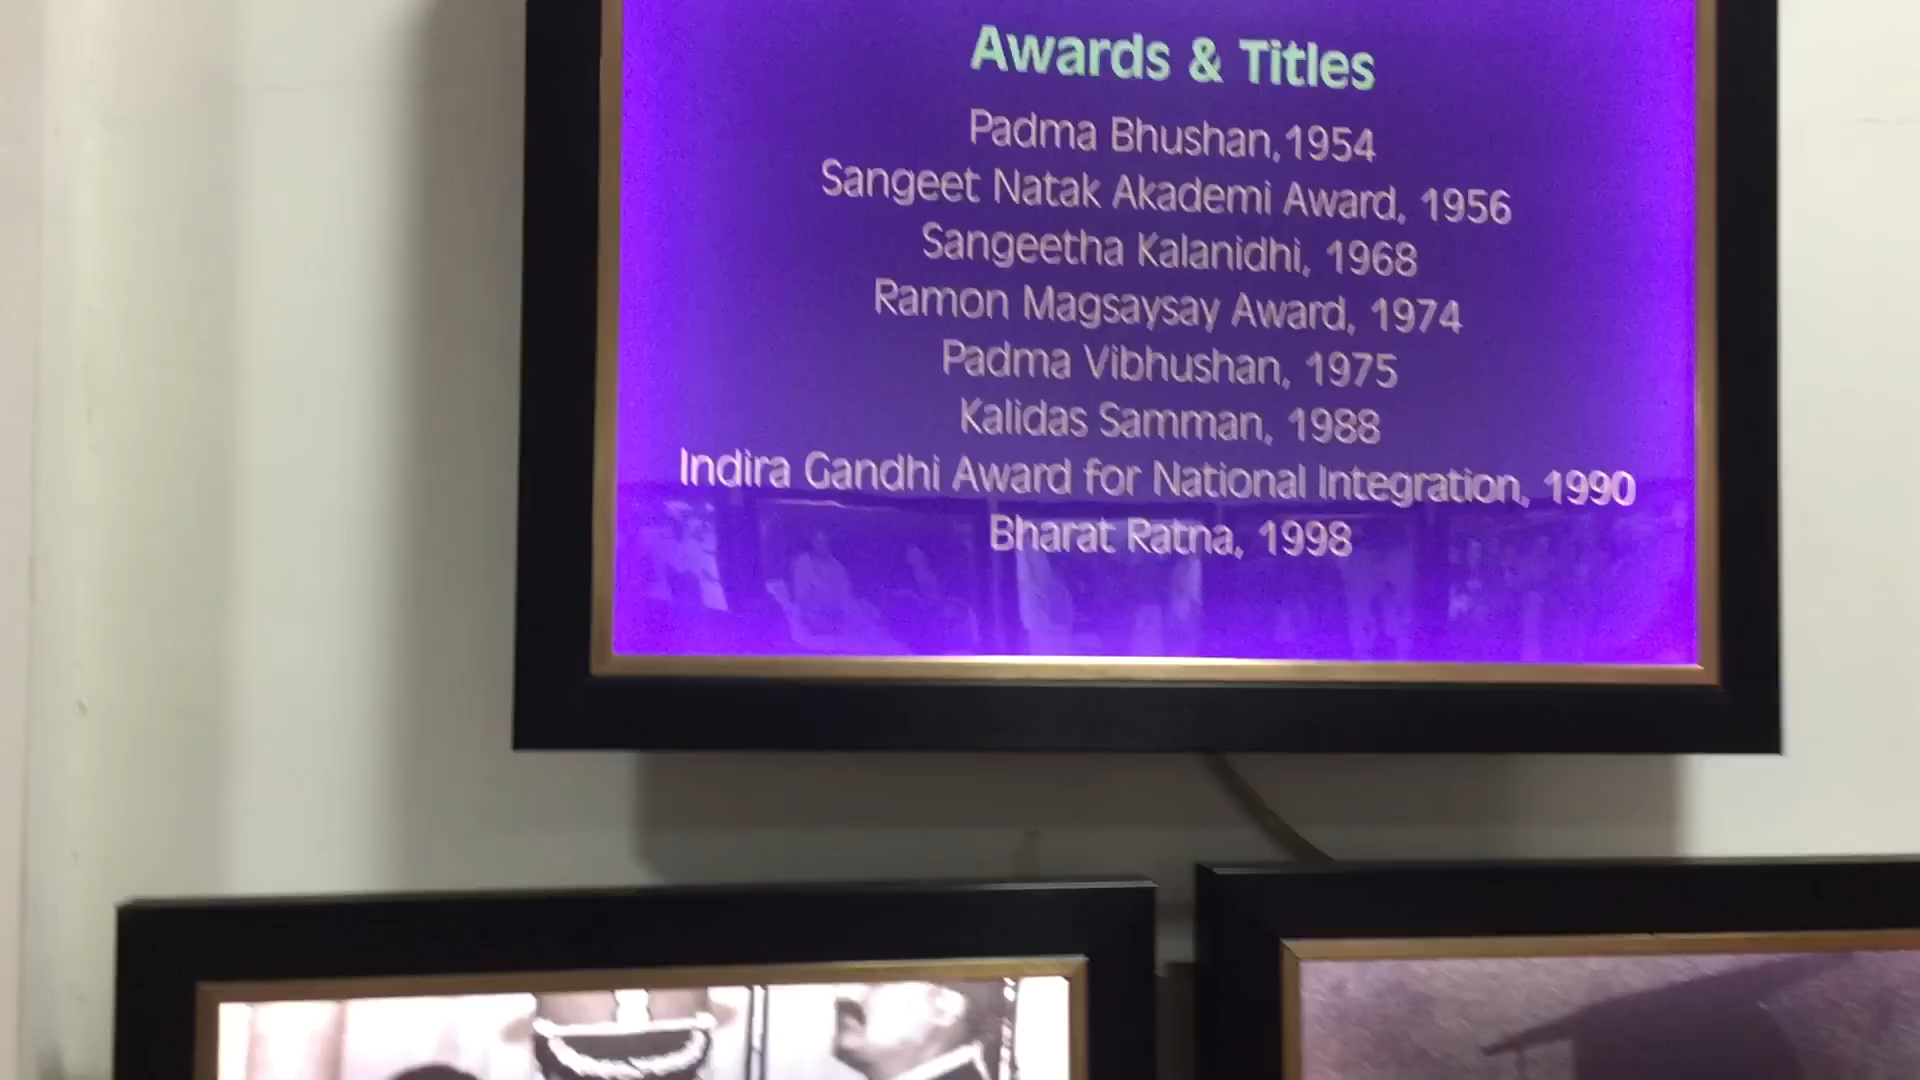 Awards & Titles
Padma Bhushan,1954
Sangeet Natak Akademi Award, 1956
Sangeetha Kalanidhi, 1968
Ramon Magsaysay Award, 1974
Padma Vibhushan, 1975
Kalidas Samman, 1988
Indira Gandhi Award for National Integration, 1990
Bharat Ratna, 1998